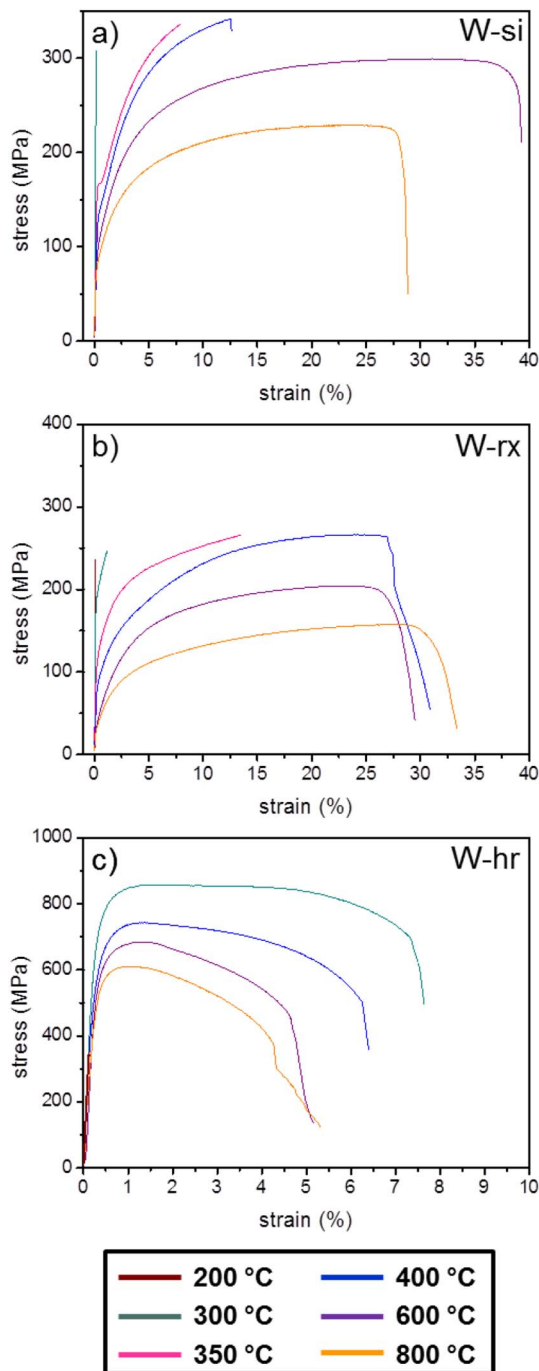 a)
W-si
300
200
100
0
stress (MPa)
0 5 10 15 20 25 30 35 40
strain (%)
b)
W-rx
400
300
200
100
0
stress (MPa)
0 5 10 15 20 25 30 35 40
strain (%)
c)
W-hr
1000
800
600
400
200
0
stress (MPa)
0 1 2 3 4 5 6 7 8 9 10
strain (%)
200 °C 400 °C
300 °C 600 °C
350 °C 800 °C